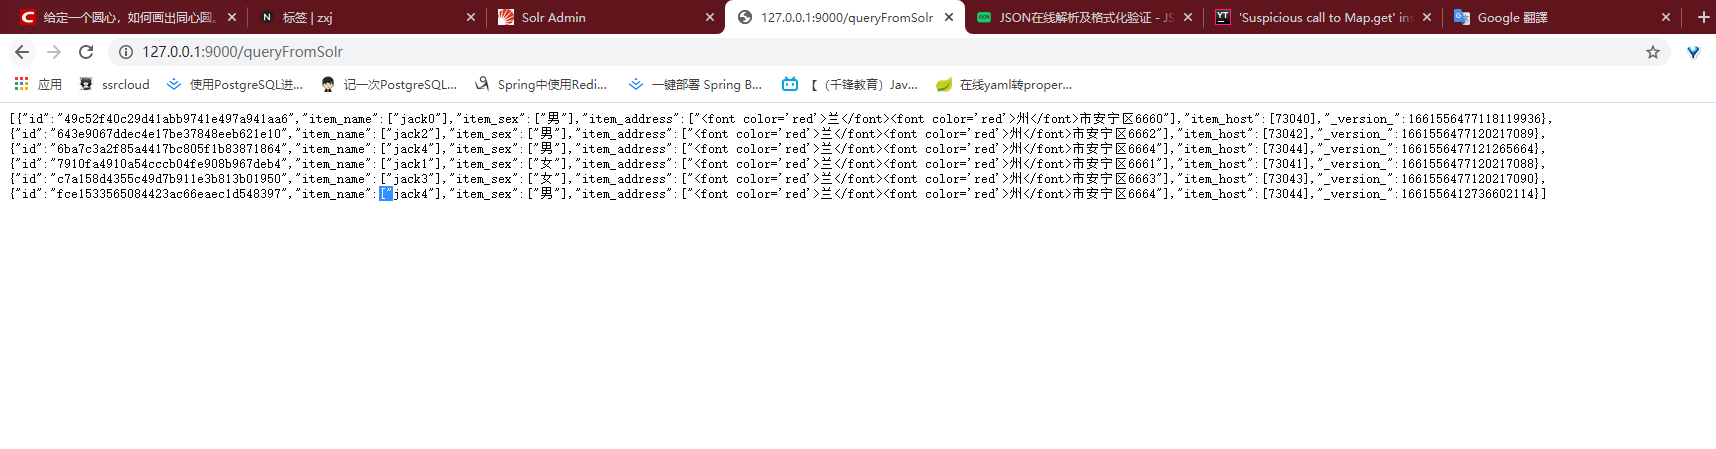 给定一个圆心，如何画出同心圆。
标签 | zxj
Solr Admin
127.0.0.1:9000/queryFromSolr
JSON在线解析及格式化验证 - JS
'Suspicious call to Map.get' ins
Google 翻譯
127.0.0.1:9000/queryFromSolr
应用
ssrcloud
使用PostgreSQL进...
记一次PostgreSQL...
Spring中使用Redi...
一键部署 Spring B...
【（千锋教育）Jav...
在线yaml转proper...
[{"id":"49c52f40c29d41abb9741e497a941aa6","item_name":["jack0"],"item_sex":["男"],"item_address":["<font color='red'>兰</font><font color='red'>州</font>市安宁区6660"],"item_host":[73040],"_version_":1661556477118119936},
{"id":"643e9067ddec4e17be37848eeb621e10","item_name":["jack2"],"item_sex":["男"],"item_address":["<font color='red'>兰</font><font color='red'>州</font>市安宁区6662"],"item_host":[73042],"_version_":1661556477120217089},
{"id":"6ba7c3a2f85a4417bc805f1b83871864","item_name":["jack4"],"item_sex":["男"],"item_address":["<font color='red'>兰</font><font color='red'>州</font>市安宁区6664"],"item_host":[73044],"_version_":1661556477121265664},
{"id":"7910fa4910a54cccb04fe908b967deb4","item_name":["jack1"],"item_sex":["女"],"item_address":["<font color='red'>兰</font><font color='red'>州</font>市安宁区6661"],"item_host":[73041],"_version_":1661556477120217088},
{"id":"c7a158d4355c49d7b911e3b813b01950","item_name":["jack3"],"item_sex":["女"],"item_address":["<font color='red'>兰</font><font color='red'>州</font>市安宁区6663"],"item_host":[73043],"_version_":1661556477120217090},
{"id":"fce1533565084423ac66eaec1d548397","item_name":["jack4"],"item_sex":["男"],"item_address":["<font color='red'>兰</font><font color='red'>州</font>市安宁区6664"],"item_host":[73044],"_version_":1661556412736602114}]